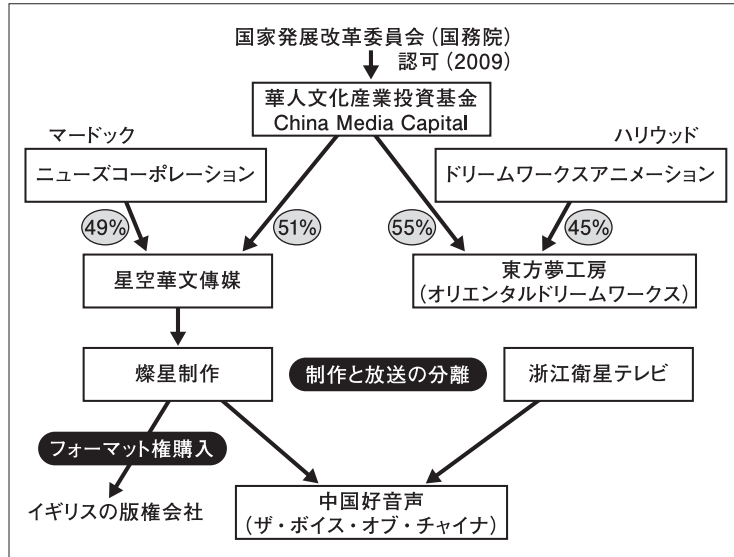 国家発展改革委員会（国務院）
認可（2009）
華人文化産業投資基金
China Media Capital
マードック
ニューズコーポレーション
ハリウッド
ドリームワークスアニメーション
49%
51%
55%
45%
星空華文傳媒
東方夢工房
（オリエンタルドリームワークス）
燦星制作
制作と放送の分離
浙江衛星テレビ
フォーマット権購入
イギリスの版権会社
中国好音声
（ザ・ボイス・オブ・チャイナ）